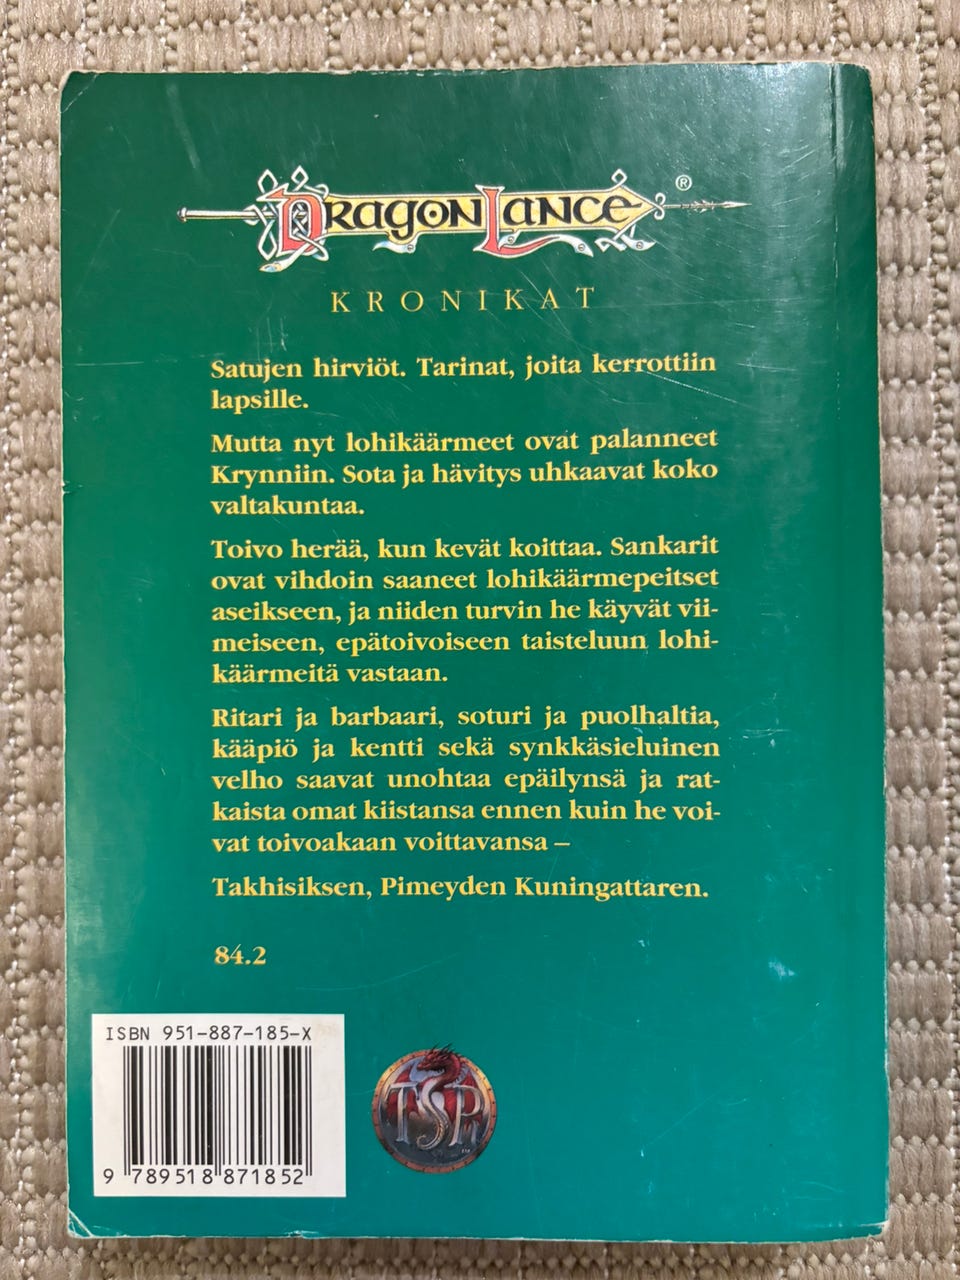 DRAGONLANCE ®
KRONIKAT
Satujen hirviöt. Tarinat, joita kerrottiin
lapsille.
Mutta nyt lohikäärmeet ovat palanneet
Krynniin. Sota ja hävitys uhkaavat koko
valtakuntaa.
Toivo herää, kun kevät koittaa. Sankarit
ovat vihdoin saaneet lohikäärmepeitset
aseikseen, ja niiden turvin he käyvät vii-
meiseen, epätoivoiseen taisteluun lohi-
käärmeitä vastaan.
Ritari ja barbaari, soturi ja puolhaltia,
kääpiö ja kentti sekä synkkäsieluinen
velho saavat unohtaa epäilynsä ja rat-
kaista omat kiistansa ennen kuin he voi-
vat toivoakaan voittavansa –
Takhisiksen, Pimeyden Kuningattaren.
84.2
ISBN 951-887-185-X
9 789518 871852
TSR™